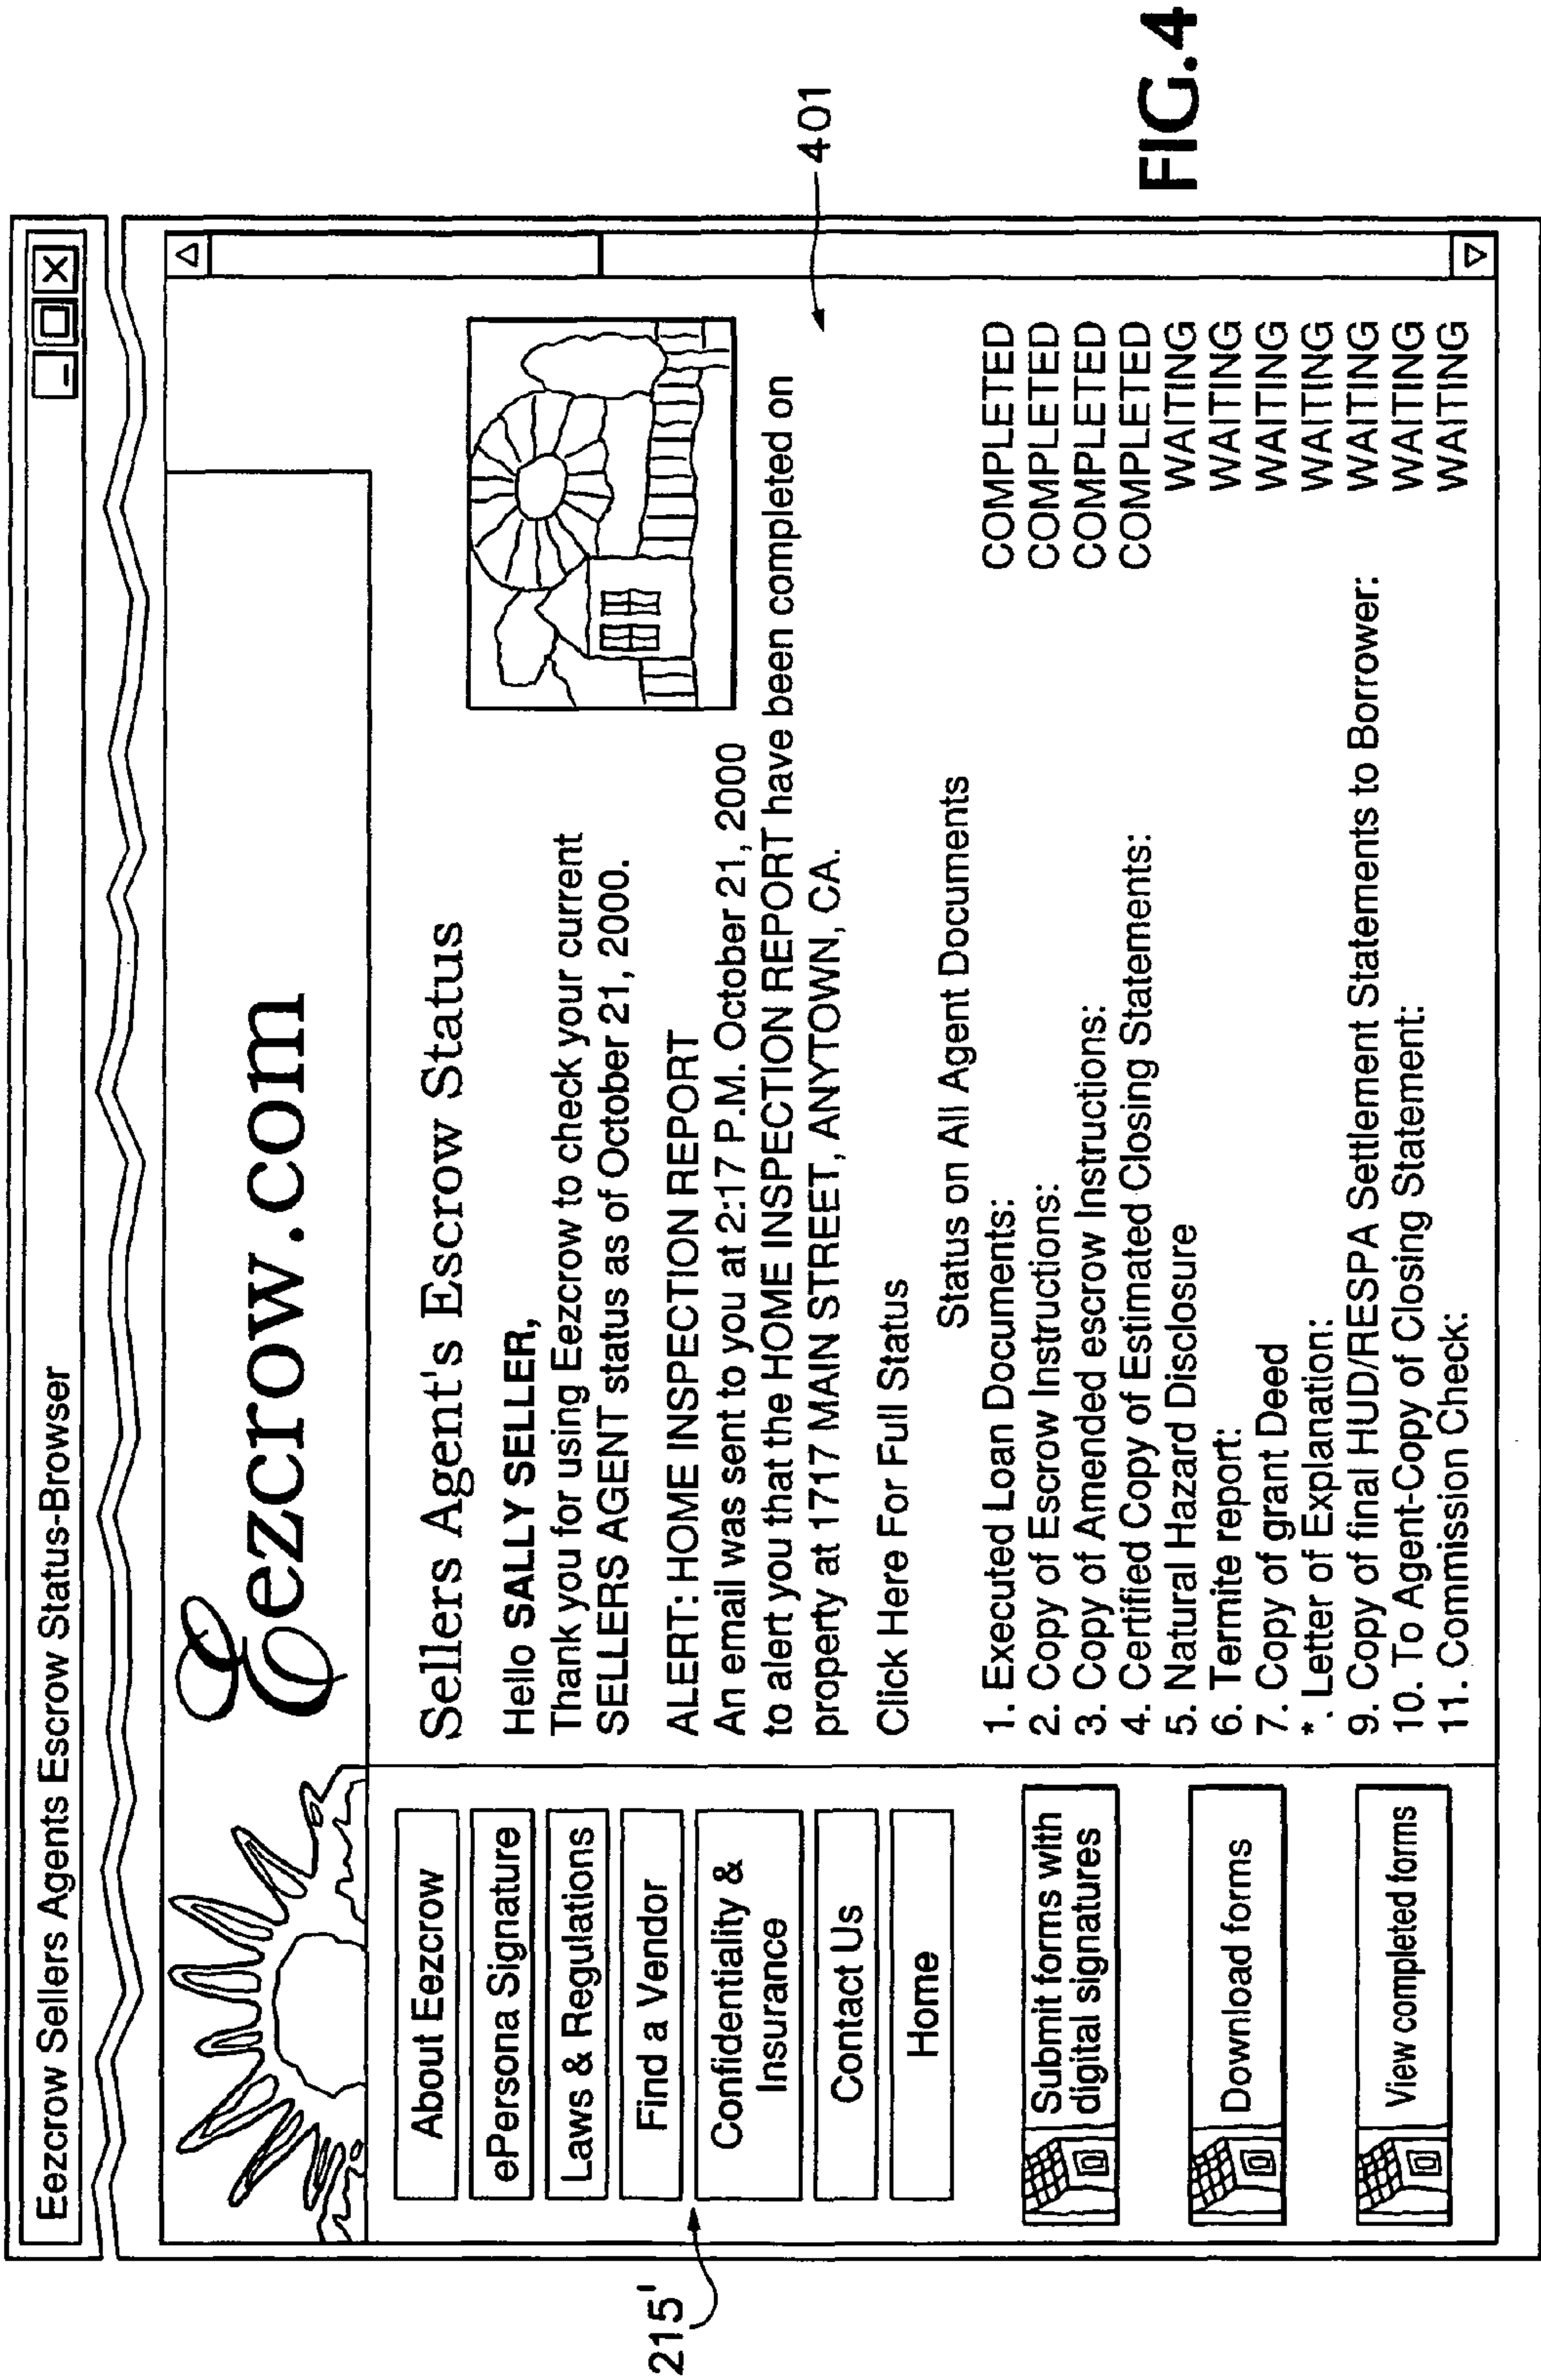 Eezcrow Sellers Agents Escrow Status-Browser
Eezcrow.com
215'
About Eezcrow
ePersona Signature
Laws & Regulations
Find a Vendor
Confidentiality &
Insurance
Contact Us
Home
Submit forms with
digital signatures
Download forms
View completed forms
Sellers Agent's Escrow Status
Hello SALLY SELLER,
Thank you for using Eezcrow to check your current
SELLERS AGENT status as of October 21, 2000.
ALERT: HOME INSPECTION REPORT
An email was sent to you at 2:17 P.M. October 21, 2000
to alert you that the HOME INSPECTION REPORT have been completed on
property at 1717 MAIN STREET, ANYTOWN, CA.
401
Click Here For Full Status
Status on All Agent Documents
1. Executed Loan Documents: COMPLETED
2. Copy of Escrow Instructions: COMPLETED
3. Copy of Amended escrow Instructions: COMPLETED
4. Certified Copy of Estimated Closing Statements: COMPLETED
5. Natural Hazard Disclosure WAITING
6. Termite report: WAITING
7. Copy of grant Deed WAITING
*. Letter of Explanation: WAITING
9. Copy of final HUD/RESPA Settlement Statements to Borrower: WAITING
10. To Agent-Copy of Closing Statement: WAITING
11. Commission Check: WAITING
FIG.4